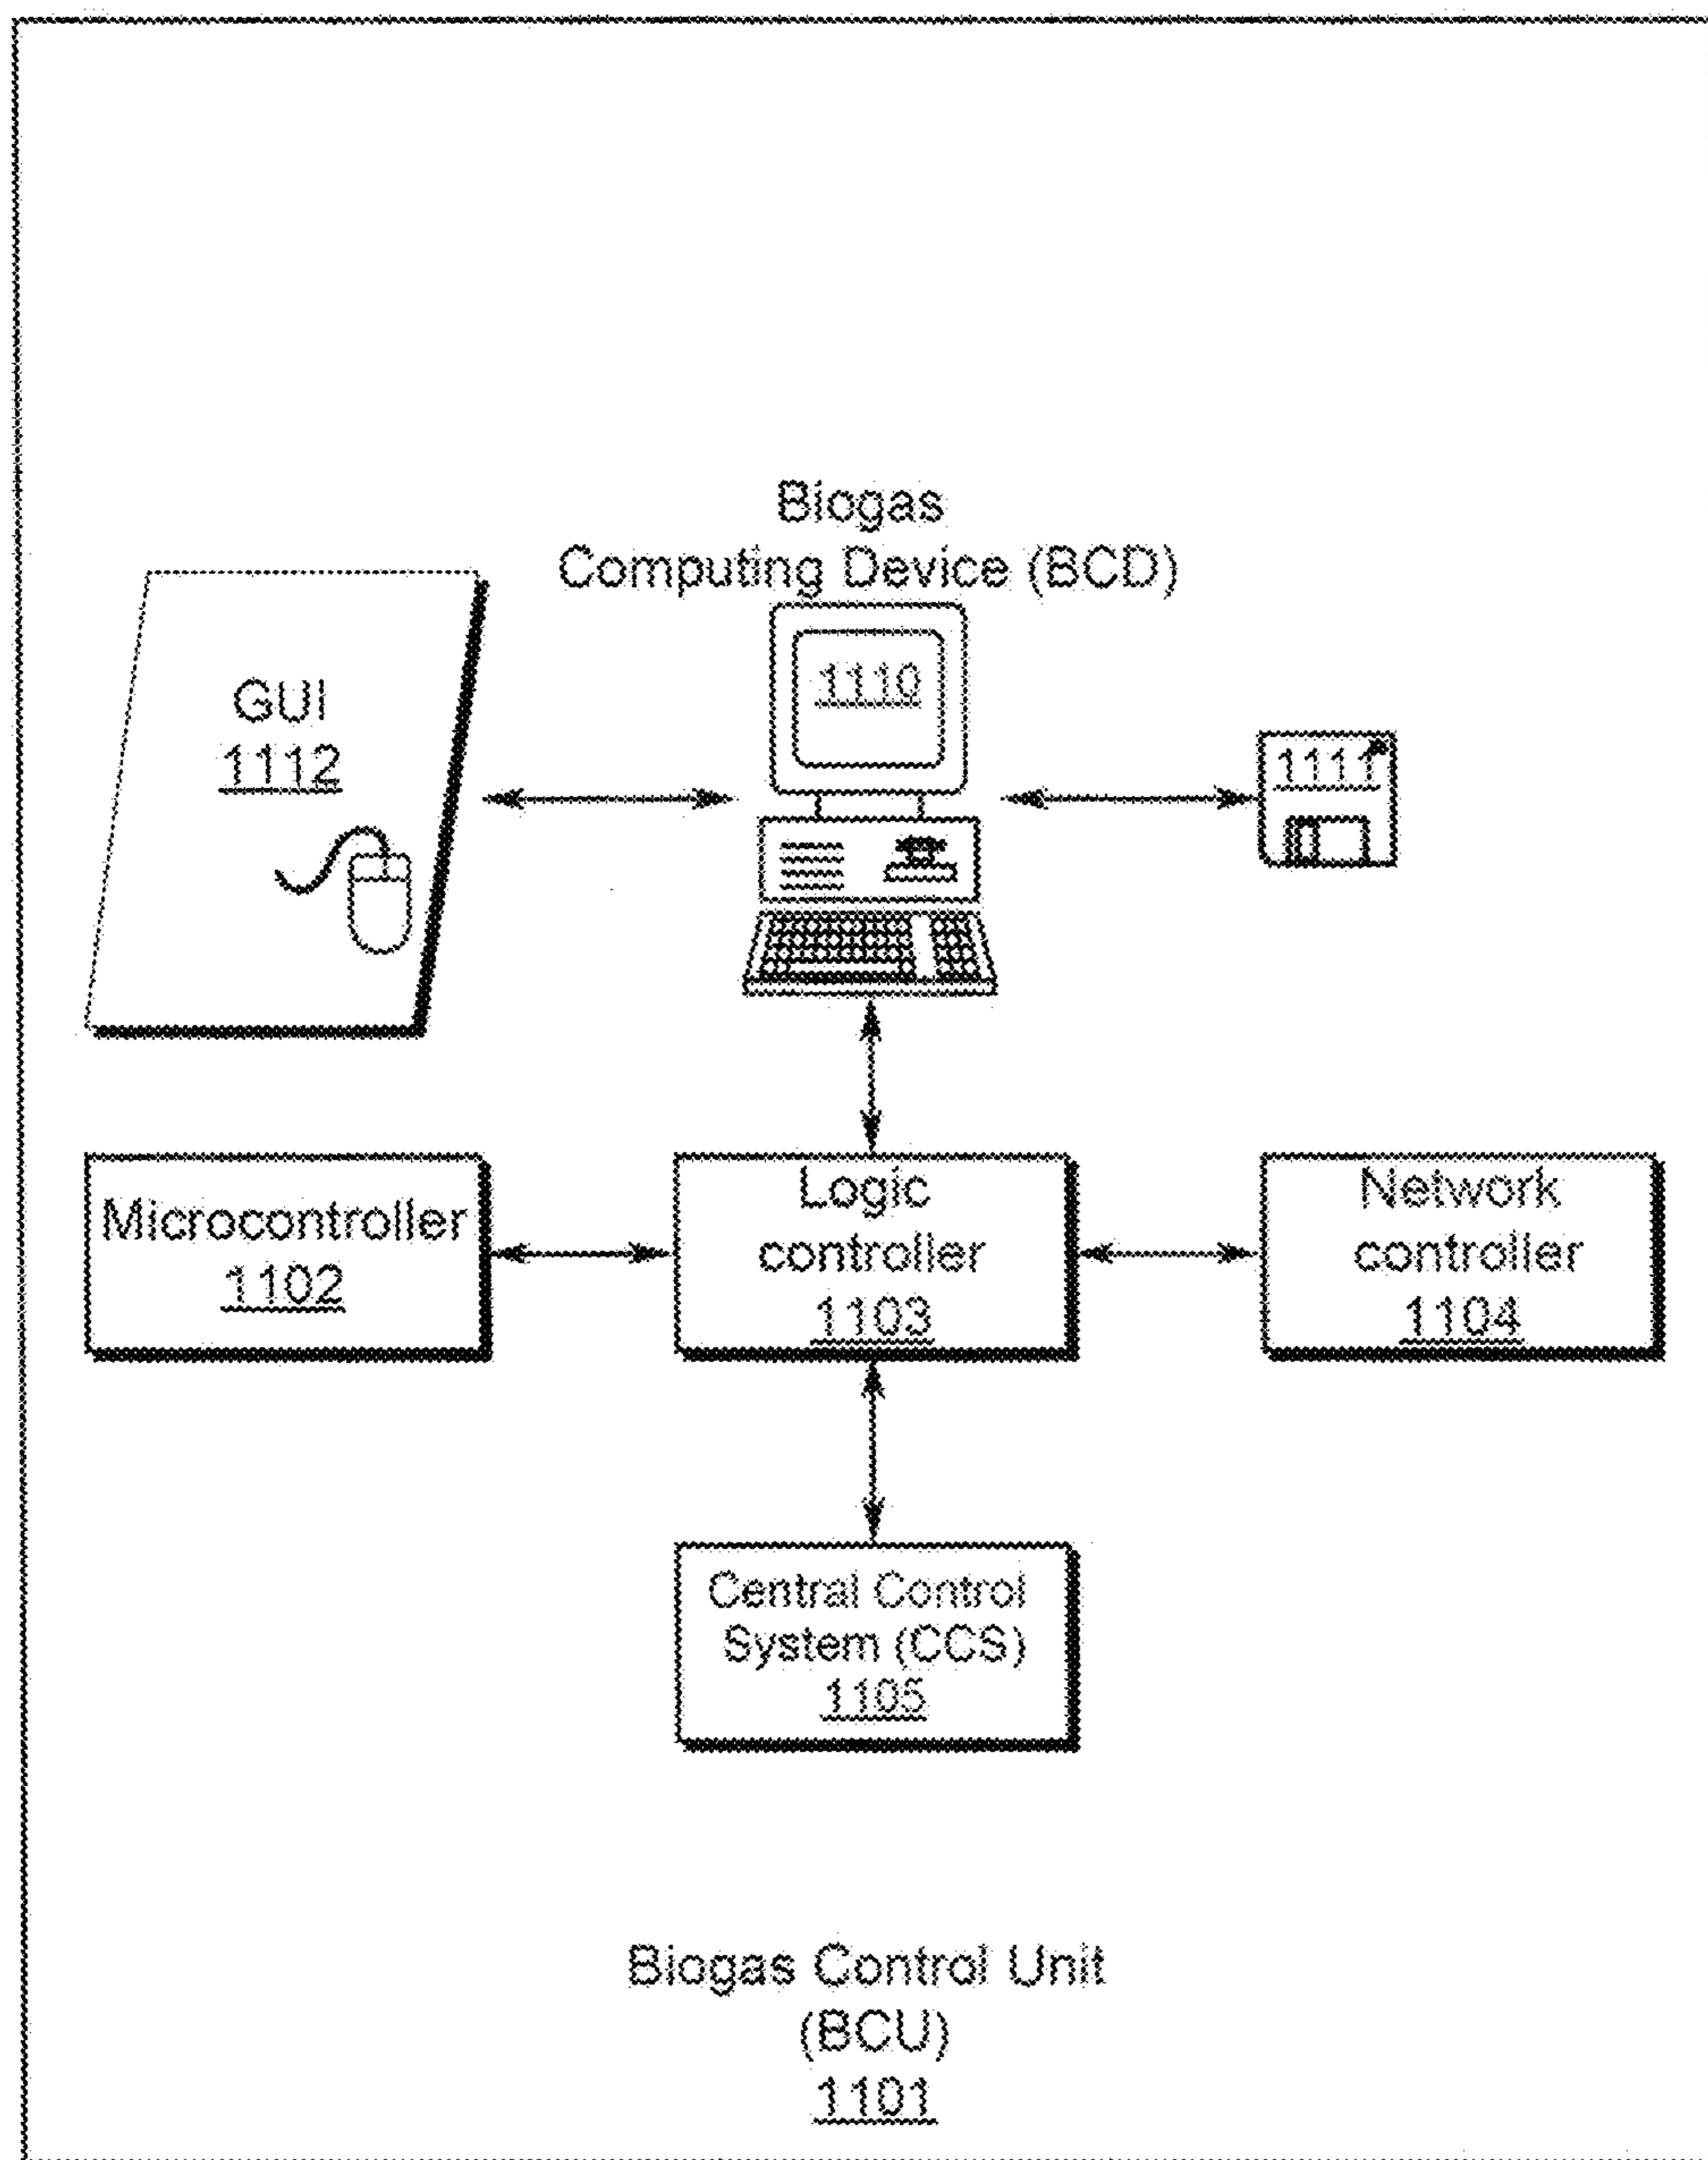 Biogas
Computing Device (BCD)
1110
GUI
1112
1111
Microcontroller
1102
Logic
controller
1103
Network
controller
1104
Central Control
System (CCS)
1105
Biogas Control Unit
(BCU)
1101